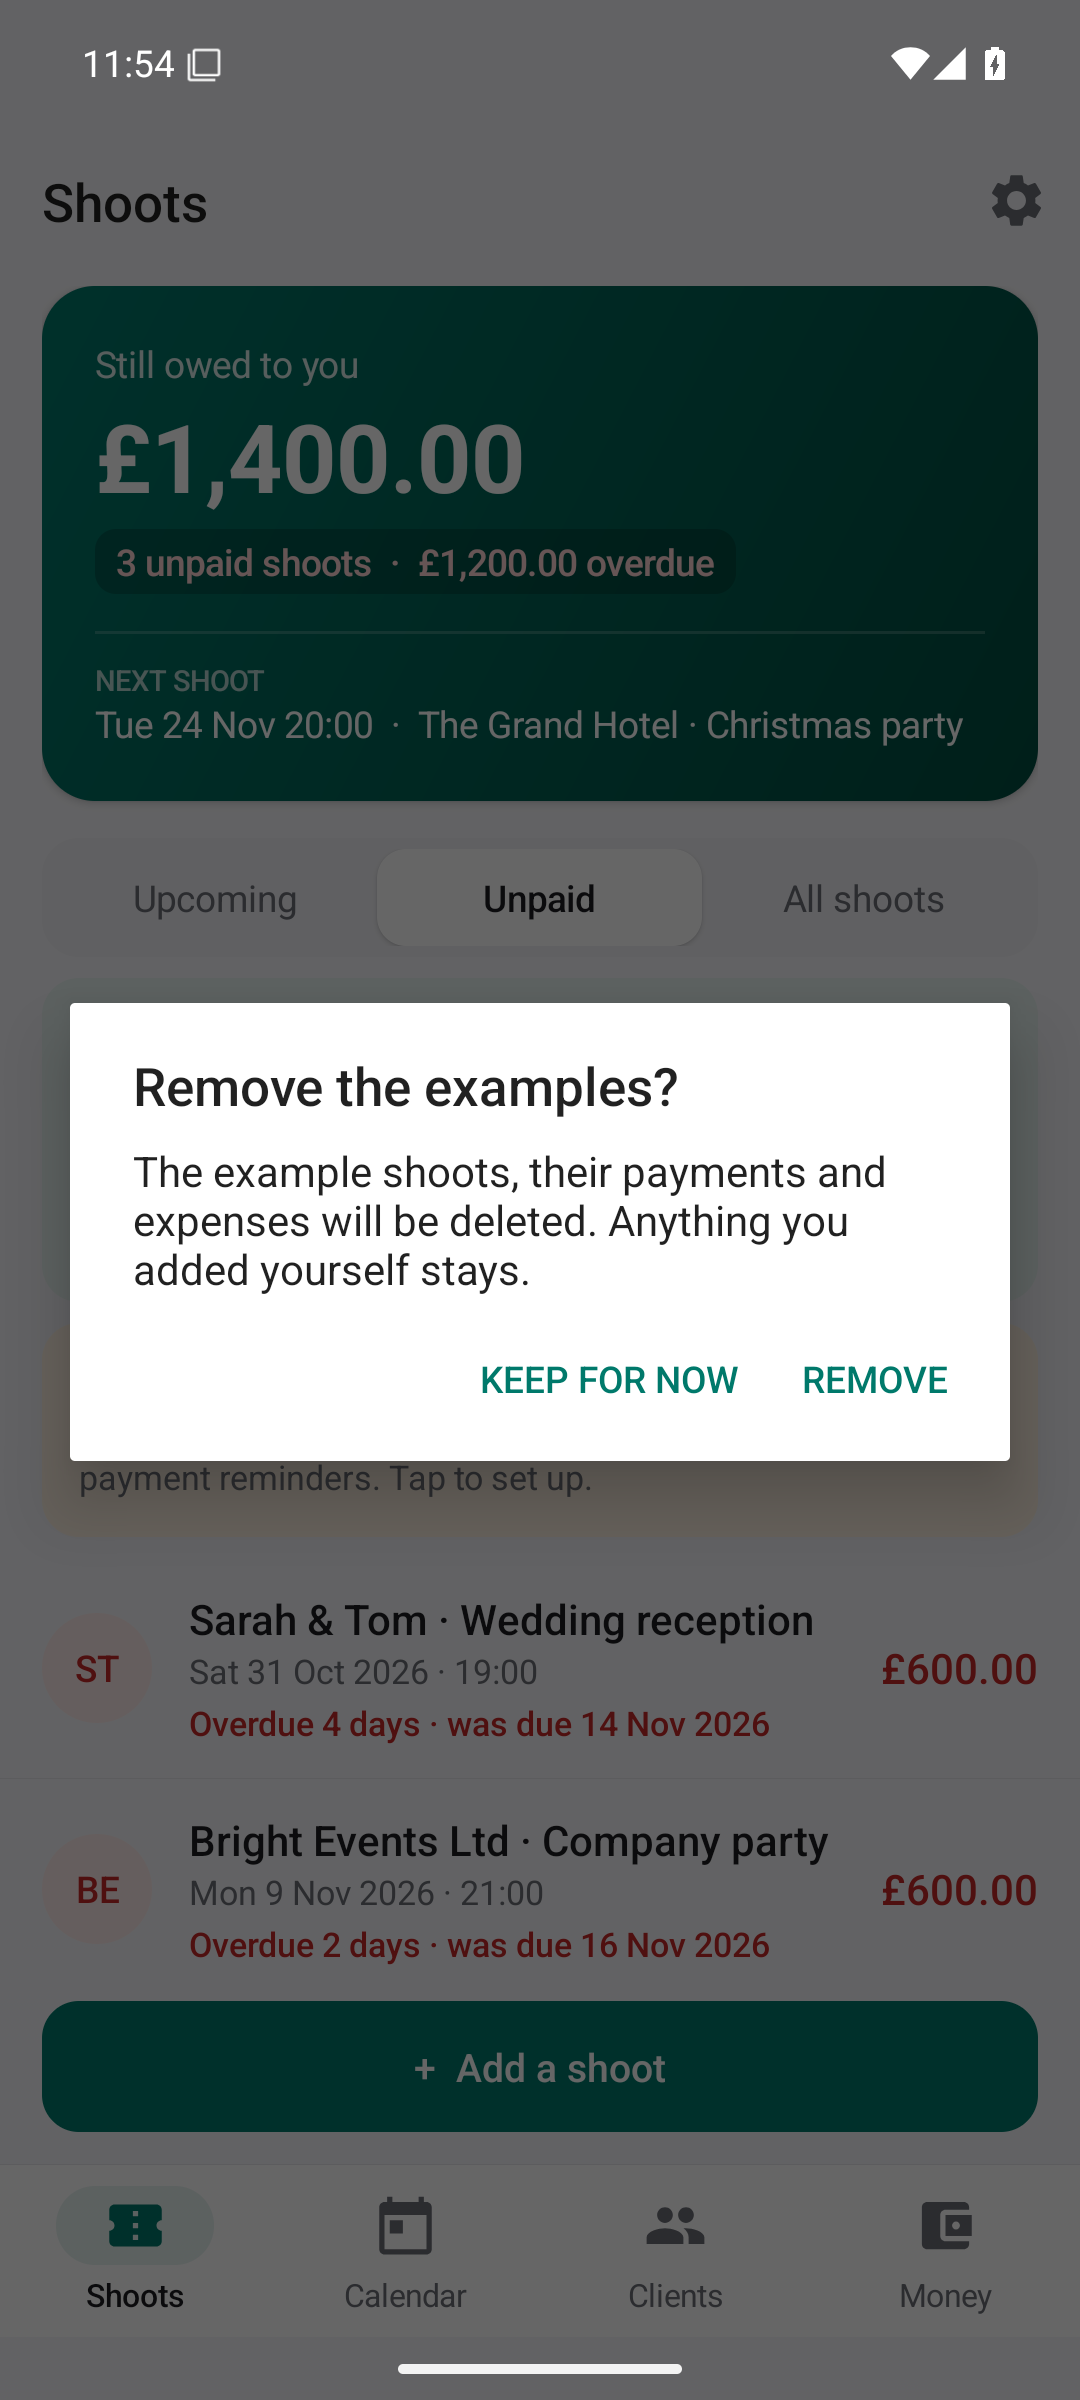 11:54
Shoots
Still owed to you
£1,400.00
3 unpaid shoots · £1,200.00 overdue
NEXT SHOOT
Tue 24 Nov 20:00 · The Grand Hotel · Christmas party
Upcoming Unpaid All shoots
Remove the examples?
The example shoots, their payments and
expenses will be deleted. Anything you
added yourself stays.
KEEP FOR NOW REMOVE
payment reminders. Tap to set up.
ST
Sarah & Tom · Wedding reception
Sat 31 Oct 2026 · 19:00
£600.00
Overdue 4 days · was due 14 Nov 2026
BE
Bright Events Ltd · Company party
Mon 9 Nov 2026 · 21:00
£600.00
Overdue 2 days · was due 16 Nov 2026
+ Add a shoot
Shoots Calendar Clients Money